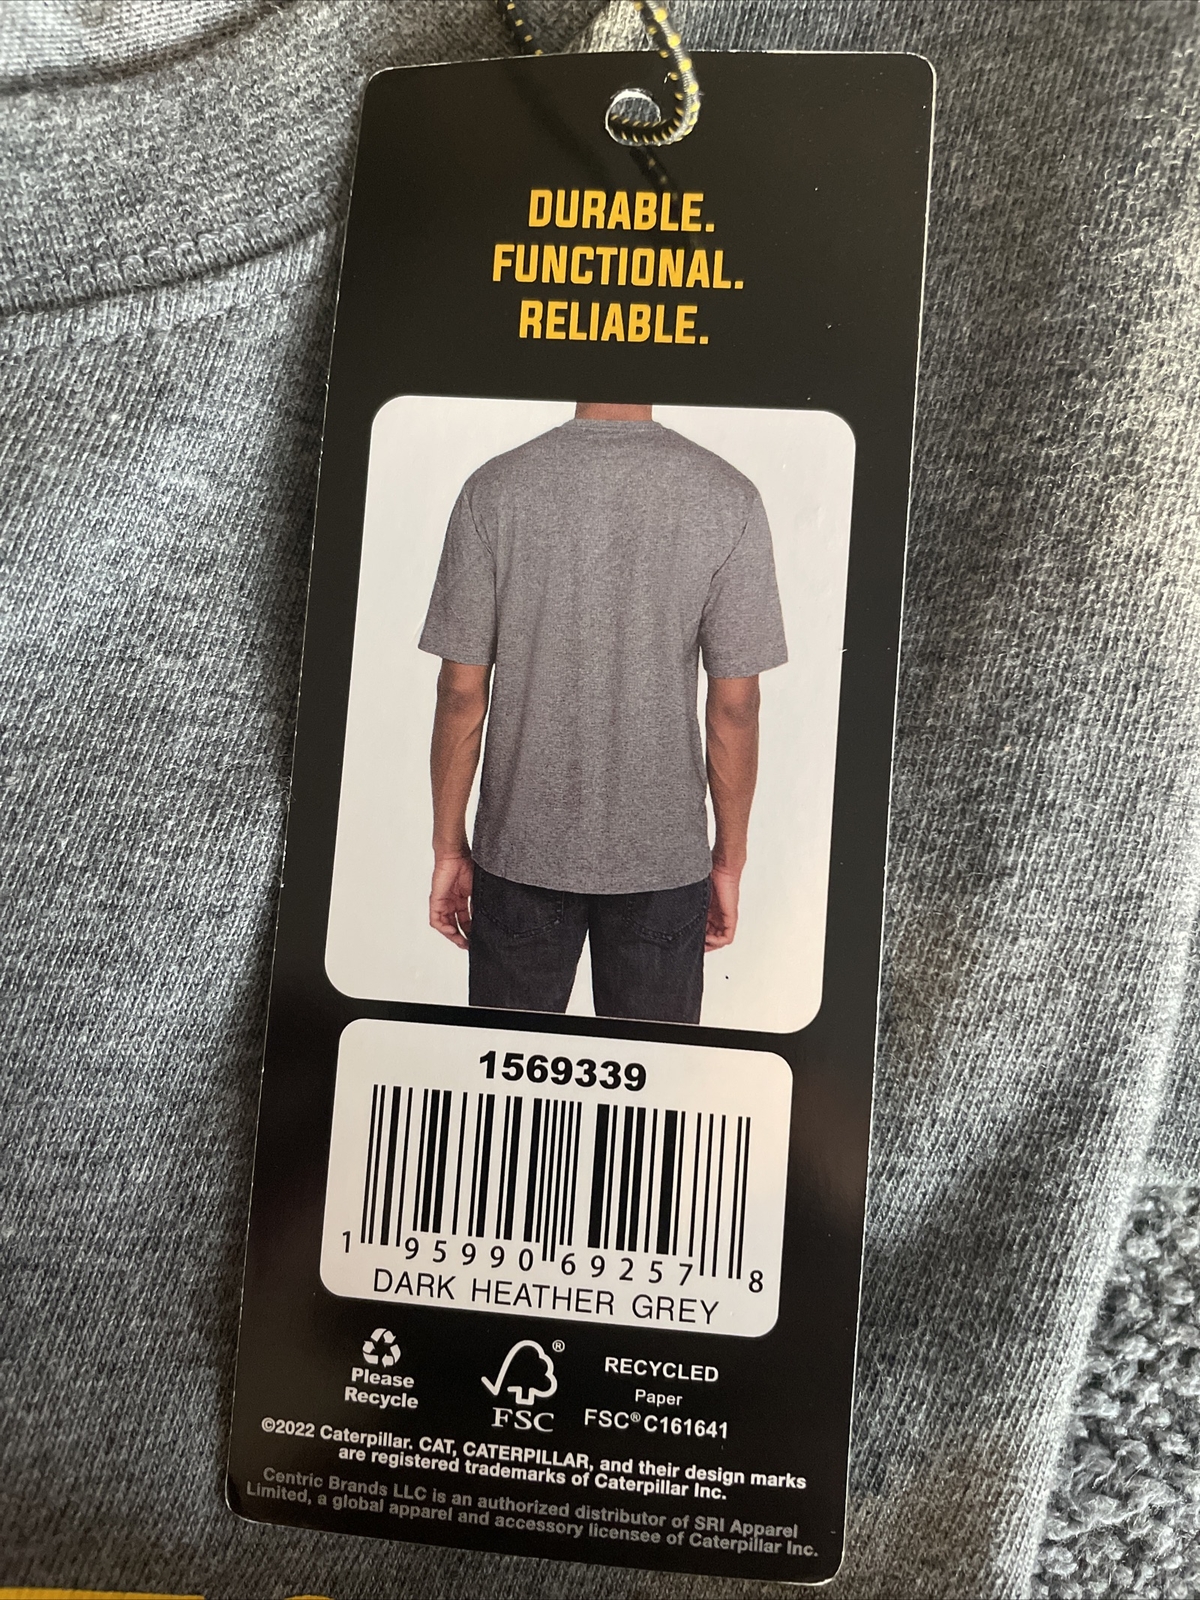 DURABLE.
FUNCTIONAL.
RELIABLE.
1569339
1 95990 69257 8
DARK HEATHER GREY
Please
Recycle
®
FSC
RECYCLED
Paper
FSC® C161641
©2022 Caterpillar. CAT, CATERPILLAR, and their design marks
are registered trademarks of Caterpillar Inc.
Centric Brands LLC is an authorized distributor of SRI Apparel
Limited, a global apparel and accessory licensee of Caterpillar Inc.